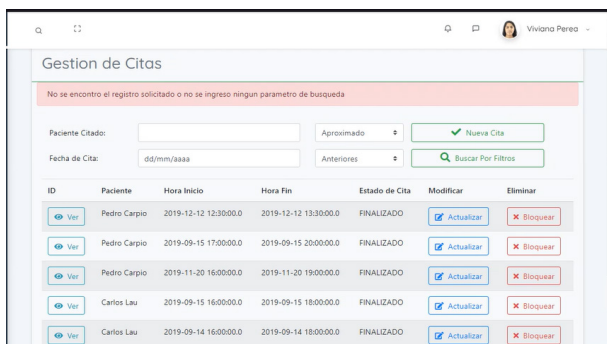 Viviana Perea
Gestion de Citas
No se encontro el registro solicitado o no se ingreso ningun parametro de busqueda
Paciente Citado: Aproximado Nueva Cita
Fecha de Cita: dd/mm/aaaa Anteriores Buscar Por Filtros
ID Paciente Hora Inicio Hora Fin Estado de Cita Modificar Eliminar
Ver Pedro Carpio 2019-12-12 12:30:00.0 2019-12-12 13:30:00.0 FINALIZADO Actualizar Bloquear
Ver Pedro Carpio 2019-09-15 17:00:00.0 2019-09-15 20:00:00.0 FINALIZADO Actualizar Bloquear
Ver Pedro Carpio 2019-11-20 16:00:00.0 2019-11-20 19:00:00.0 FINALIZADO Actualizar Bloquear
Ver Carlos Lau 2019-09-15 16:00:00.0 2019-09-15 18:00:00.0 FINALIZADO Actualizar Bloquear
Ver Carlos Lau 2019-09-14 16:00:00.0 2019-09-14 18:00:00.0 FINALIZADO Actualizar Bloquear